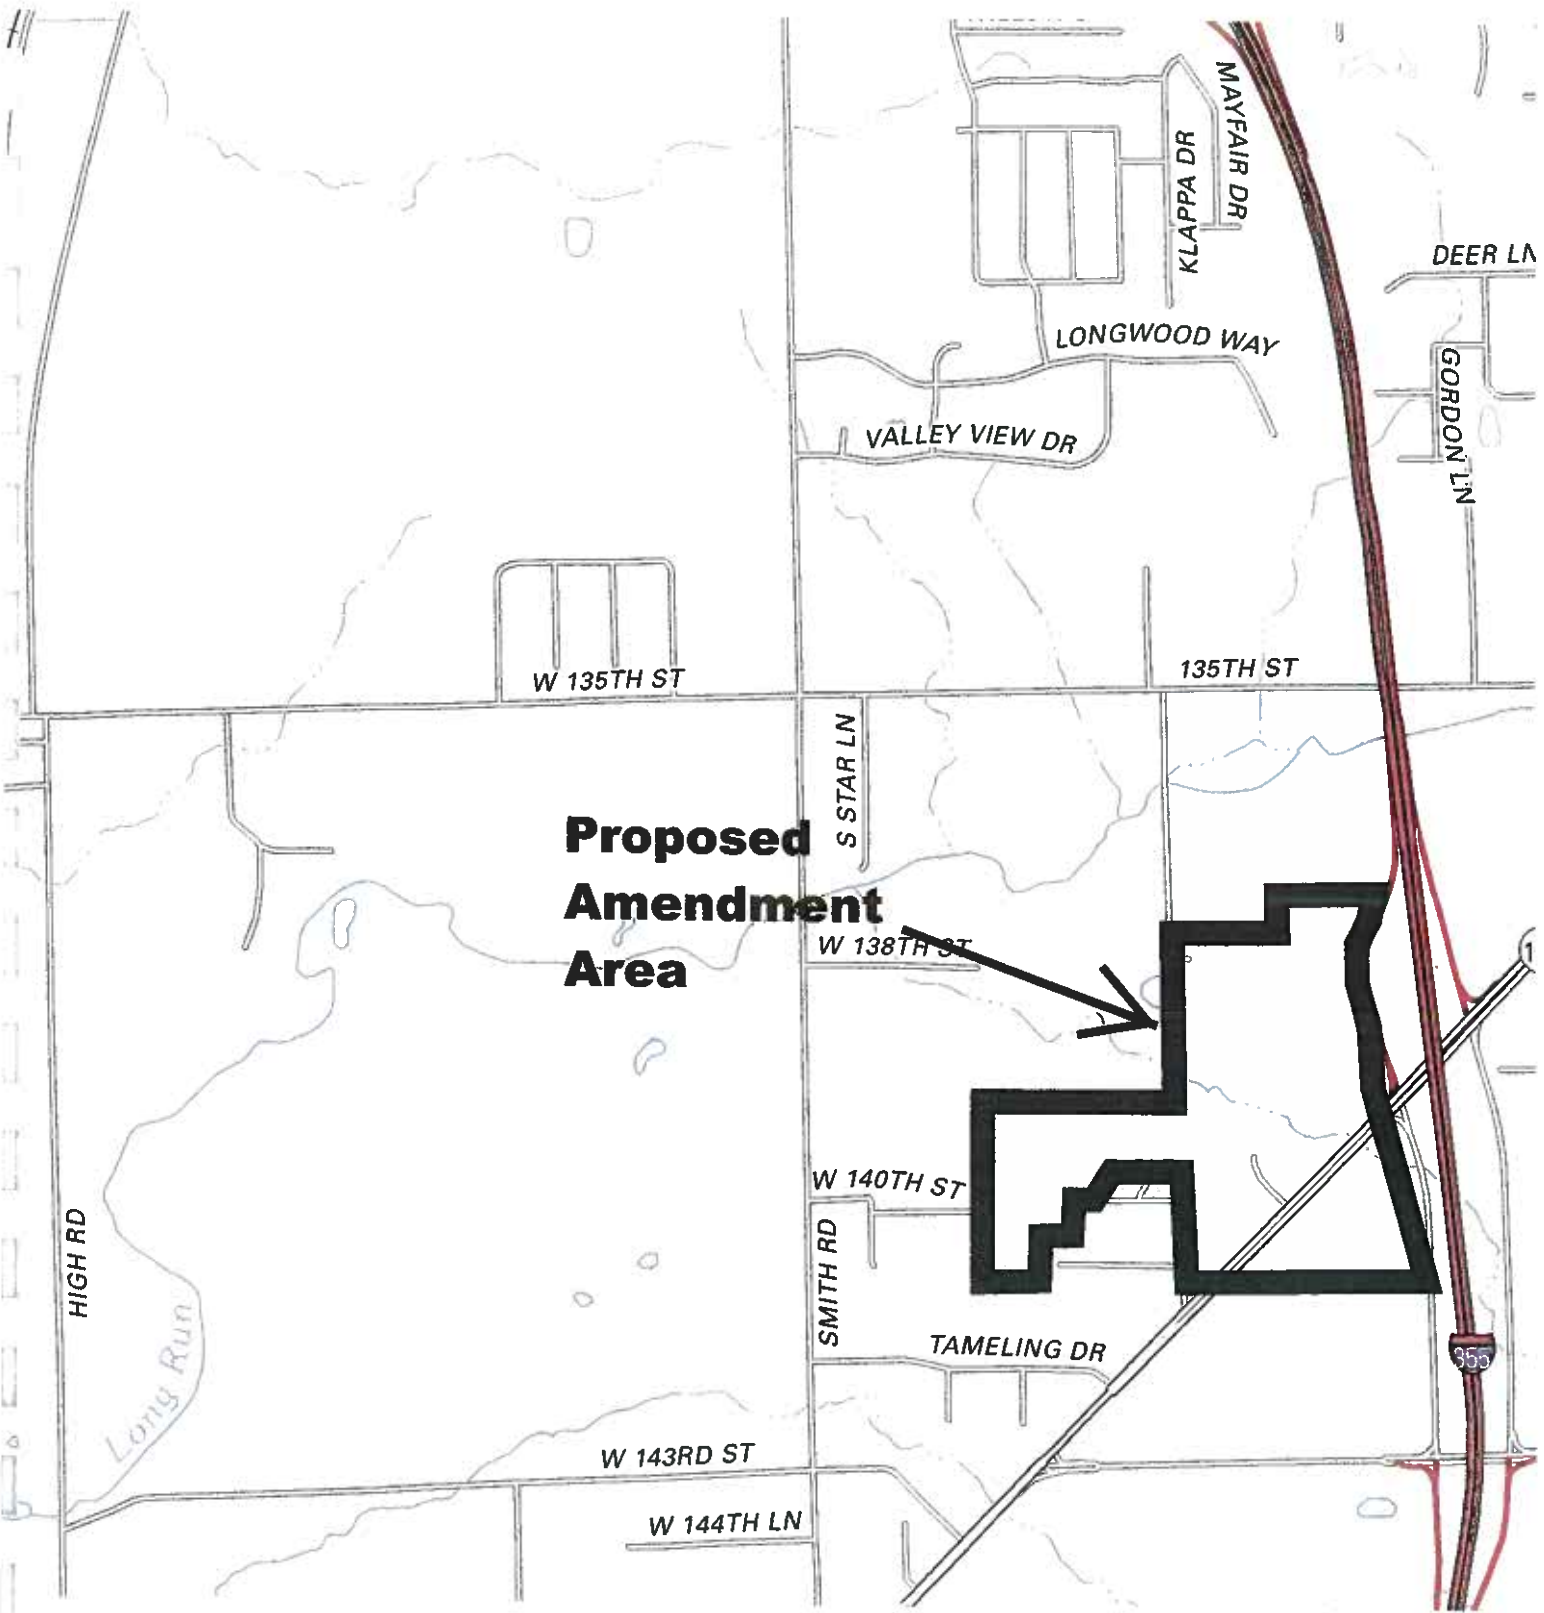 MAYFAIR DR
KLAPPA DR
DEER LN
LONGWOOD WAY
GORDON LN
VALLEY VIEW DR
W 135TH ST
135TH ST
S STAR LN
Proposed
Amendment
Area
W 138TH ST
1
W 140TH ST
HIGH RD
SMITH RD
Long Run
TAMELING DR
355
W 143RD ST
W 144TH LN